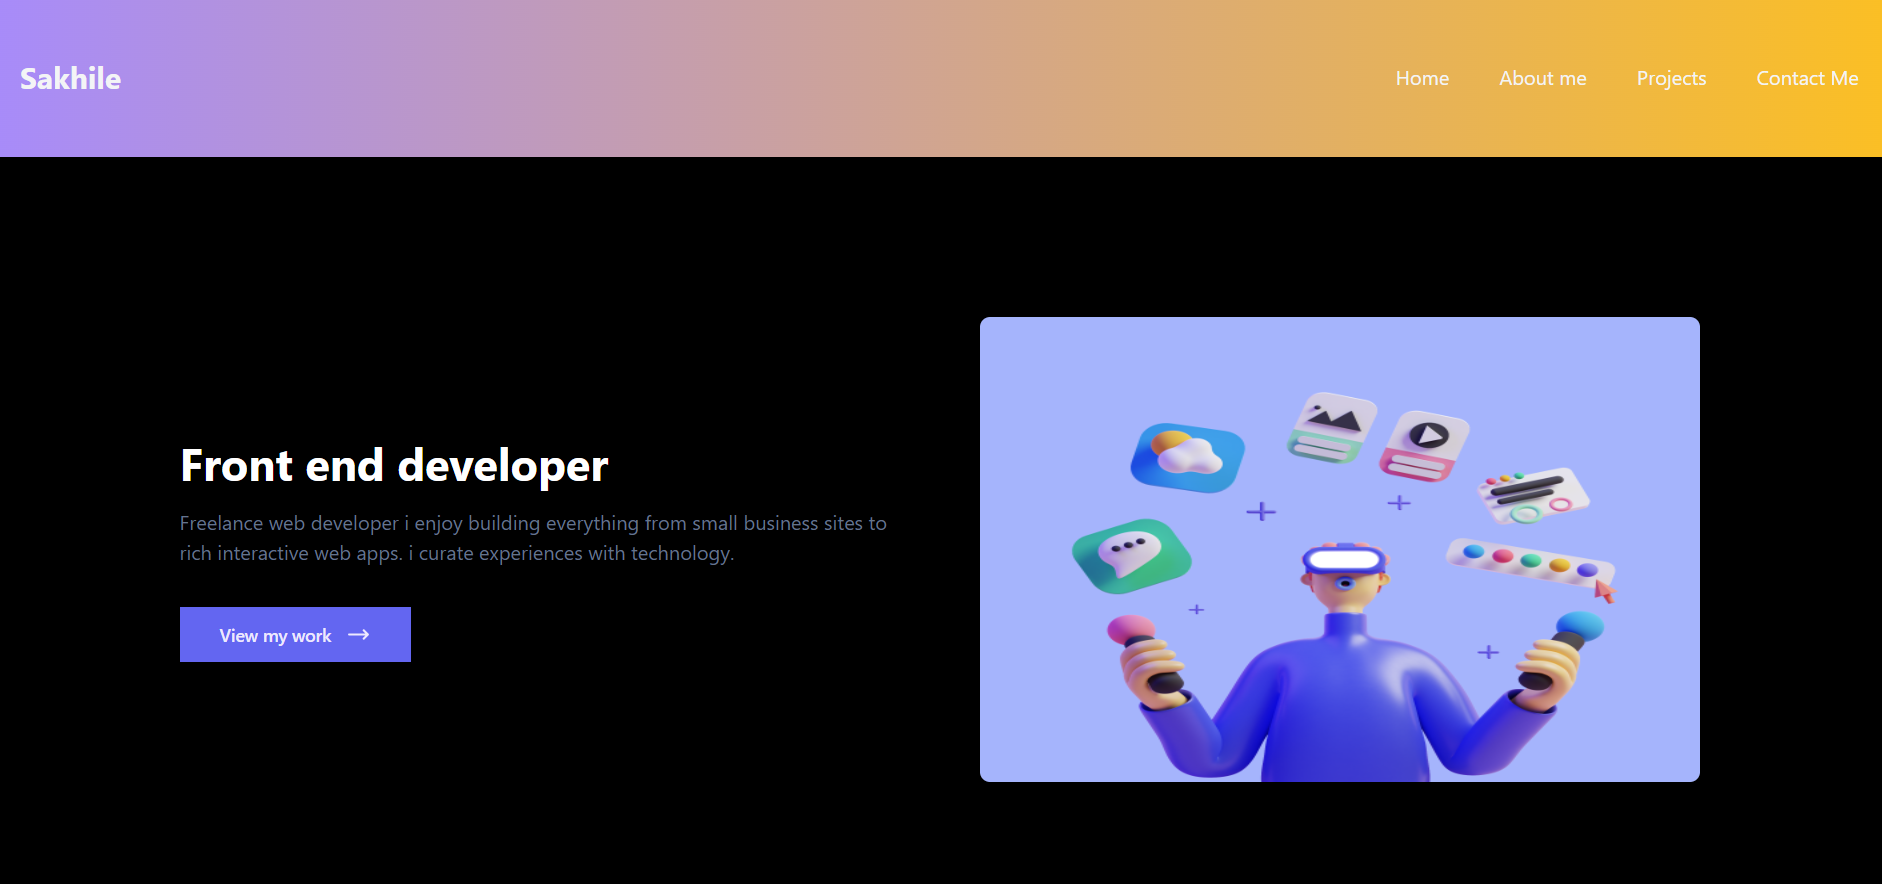 Sakhile
Home
About me
Projects
Contact Me
Front end developer
Freelance web developer i enjoy building everything from small business sites to
rich interactive web apps. i curate experiences with technology.
View my work